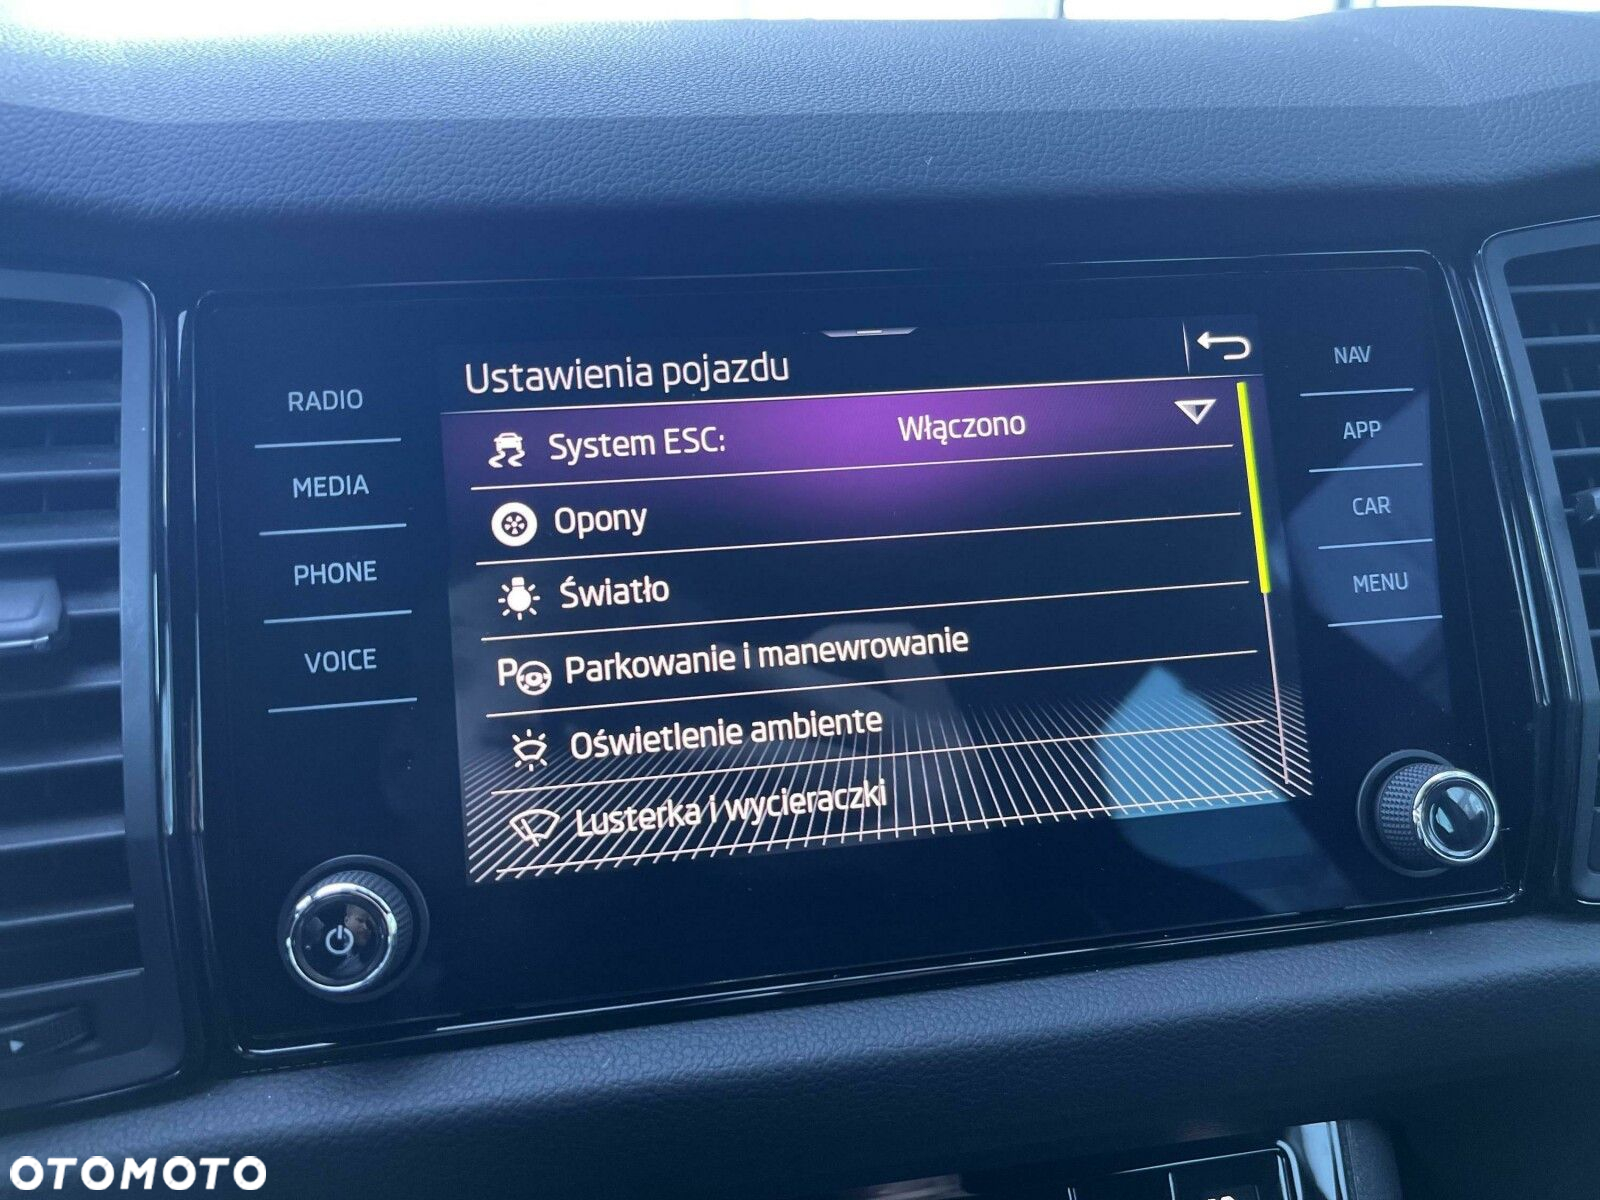 Ustawienia pojazdu
System ESC: Włączono
Opony
Światło
P Parkowanie i manewrowanie
Oświetlenie ambiente
Lusterka i wycieraczki
RADIO
MEDIA
PHONE
VOICE
NAV
APP
CAR
MENU
OTOMOTO